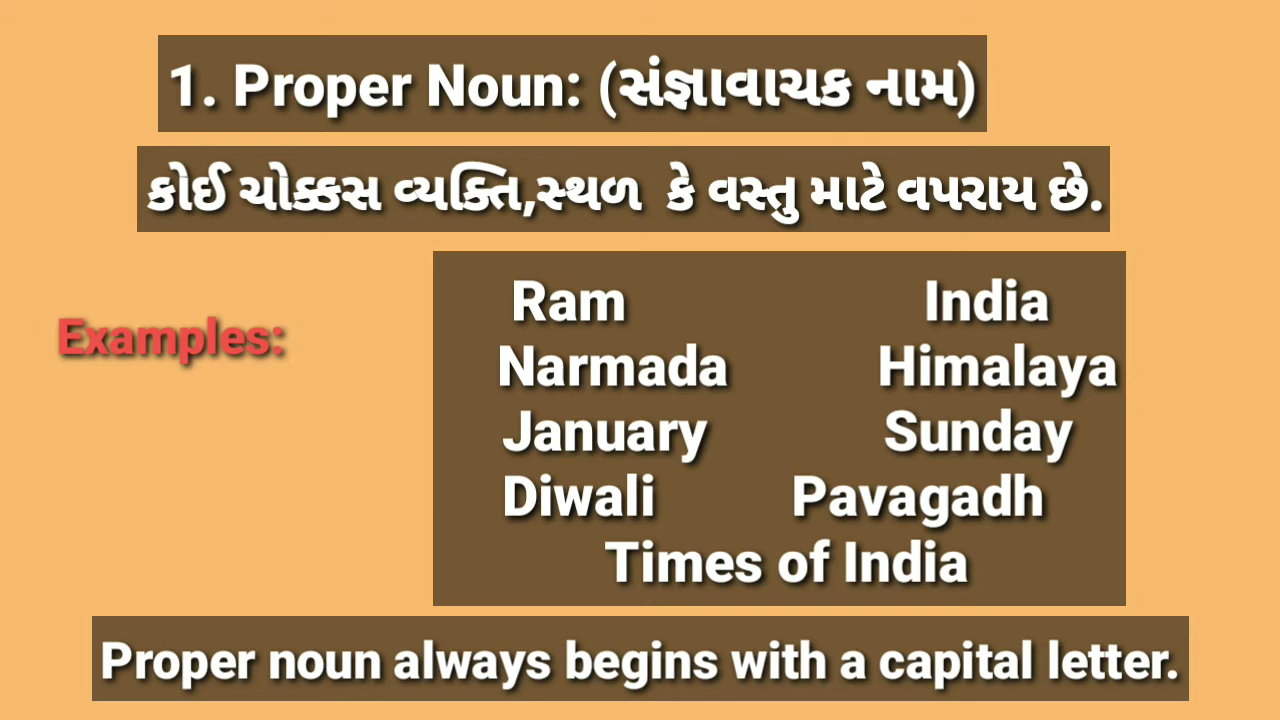 1. Proper Noun: (સંજ્ઞાવાચક નામ)
કોઈ ચોક્કસ વ્યક્તિ,સ્થળ કે વસ્તુ માટે વપરાય છે.
Examples:
Ram India
Narmada Himalaya
January Sunday
Diwali Pavagadh
Times of India
Proper noun always begins with a capital letter.